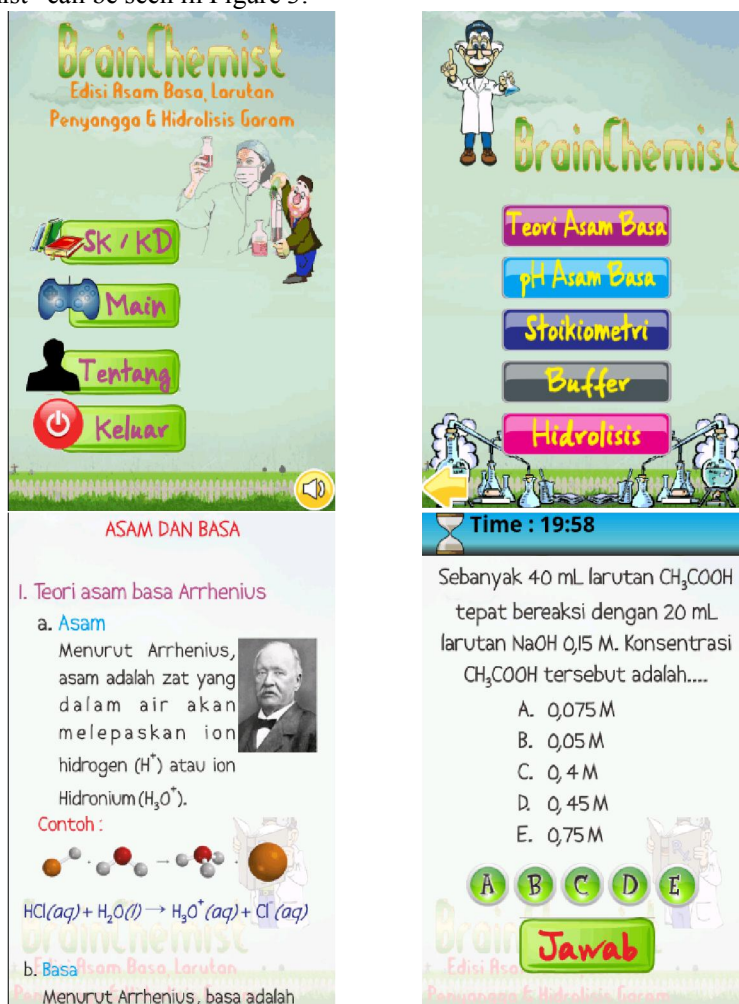 can be seen in Figure 3.
BrainChemist
Edisi Asam Basa, Larutan
Penyangga & Hidrolisis Garam
SK / KD
Main
Tentang
Keluar
BrainChemist
Teori Asam Basa
pH Asam Basa
Stoikiometri
Buffer
Hidrolisis
ASAM DAN BASA
I. Teori asam basa Arrhenius
a. Asam
Menurut Arrhenius,
asam adalah zat yang
dalam air akan
melepaskan ion
hidrogen (H⁺) atau ion
Hidronium (H₃O⁺).
Contoh :
HCl(aq) + H₂O(l) → H₃O⁺(aq) + Cl⁻(aq)
b. Basa
Menurut Arrhenius, basa adalah
Time : 19:58
Sebanyak 40 mL larutan CH₃COOH
tepat bereaksi dengan 20 mL
larutan NaOH 0,15 M. Konsentrasi
CH₃COOH tersebut adalah....
A. 0,075 M
B. 0,05 M
C. 0, 4 M
D. 0, 45 M
E. 0,75 M
A B C D E
Jawab